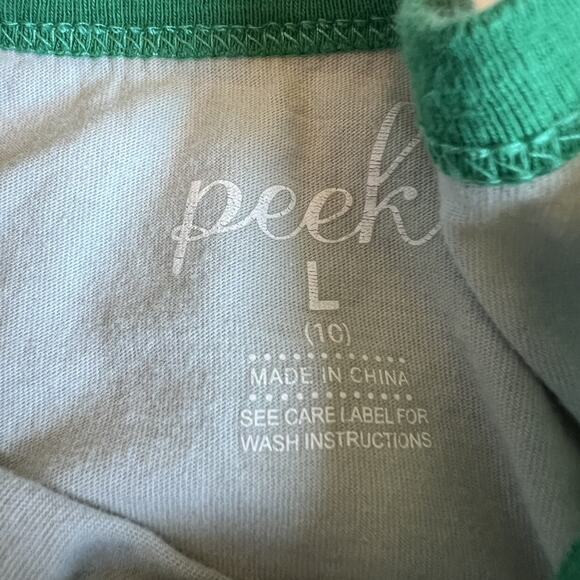 peek
L
(10)
MADE IN CHINA
SEE CARE LABEL FOR
WASH INSTRUCTIONS